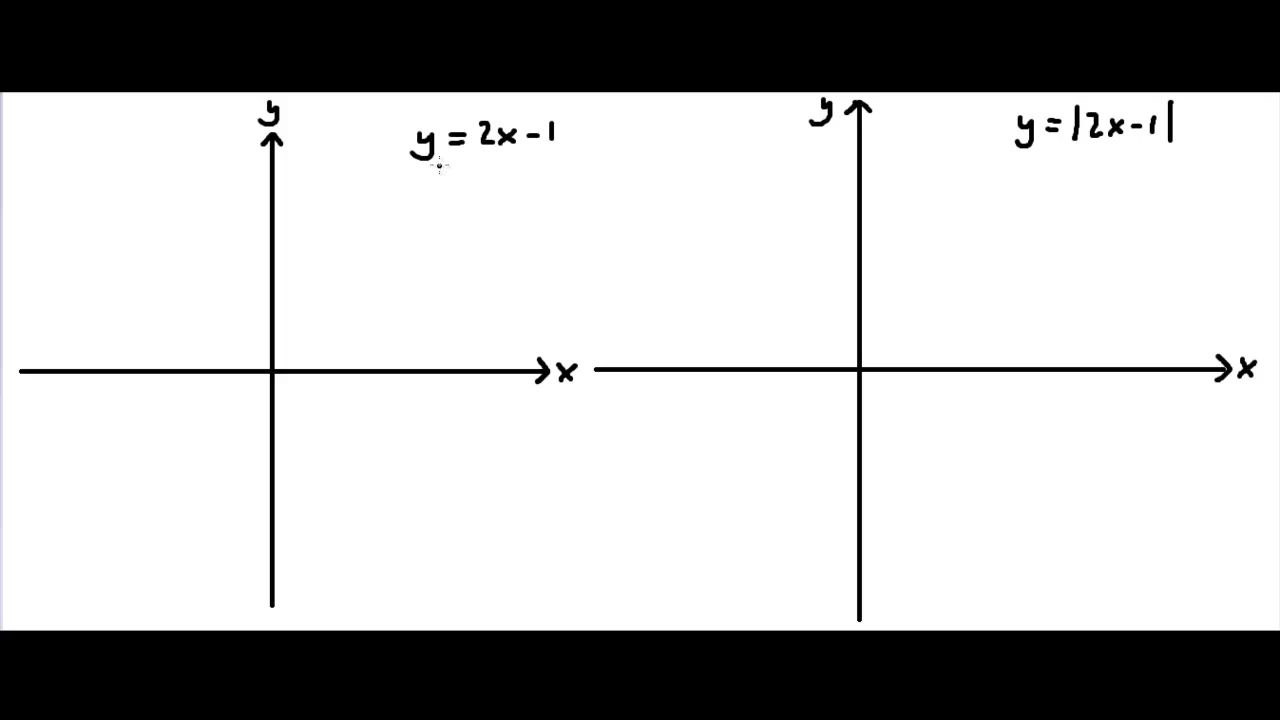 y
y = 2x - 1
x
y
y = |2x - 1|
x